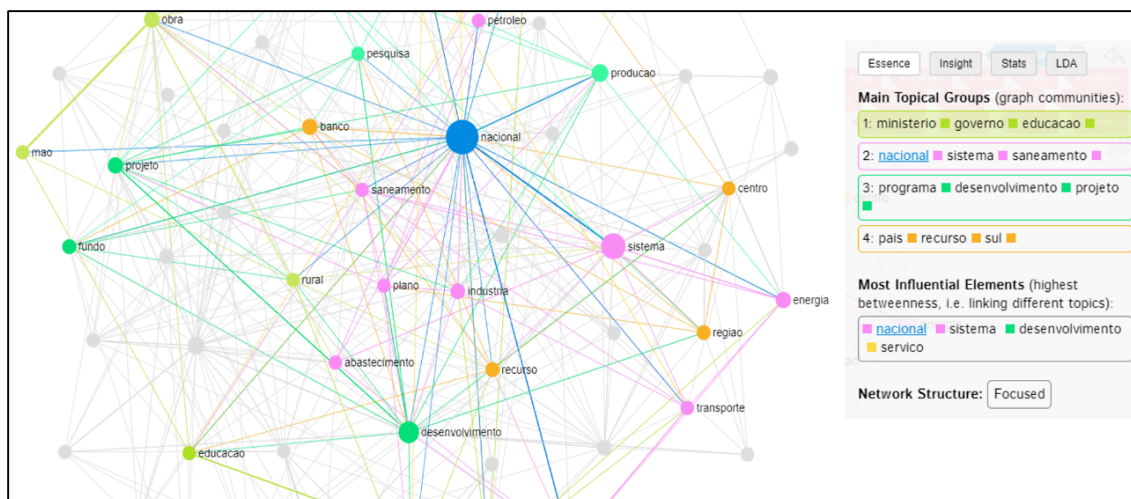 obra
petroleo
pesquisa
producao
banco
nacional
mao
projeto
saneamento
centro
fundo
sistema
rural
plano
industria
energia
regiao
abastecimento
recurso
transporte
desenvolvimento
educacao
Essence Insight Stats LDA
Main Topical Groups (graph communities):
1: ministerio governo educacao
2: nacional sistema saneamento
3: programa desenvolvimento projeto
4: pais recurso sul
Most Influential Elements (highest
betweenness, i.e. linking different topics):
nacional sistema desenvolvimento
servico
Network Structure: Focused